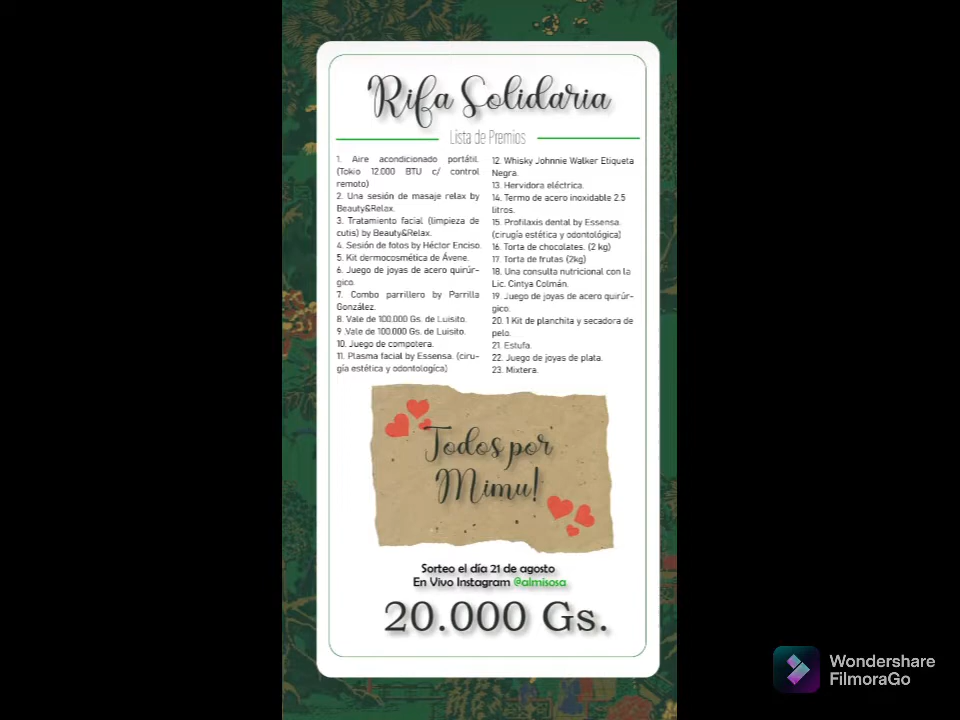 Rifa Solidaria
Lista de Premios
1. Aire acondicionado portátil.
(Tokio 12.000 BTU c/ control
remoto)
2. Una sesión de masaje relax by
Beauty&Relax.
3. Tratamiento facial (limpieza de
cutis) by Beauty&Relax.
4. Sesión de fotos by Héctor Enciso.
5. Kit dermocosmética de Ávene.
6. Juego de joyas de acero quirúr-
gico.
7. Combo parrillero by Parrilla
González.
8. Vale de 100.000 Gs. de Luisito.
9 .Vale de 100.000 Gs. de Luisito.
10. Juego de compotera.
11. Plasma facial by Essensa. (ciru-
gía estética y odontología)
12. Whisky Johnnie Walker Etiqueta
Negra.
13. Hervidora eléctrica.
14. Termo de acero inoxidable 2.5
litros.
15. Profilaxis dental by Essensa.
(cirugía estética y odontológica)
16. Torta de chocolates. (2 kg)
17. Torta de frutas (2kg)
18. Una consulta nutricional con la
Lic. Cintya Colmán.
19. Juego de joyas de acero quirúr-
gico.
20. 1 Kit de planchita y secadora de
pelo.
21. Estufa.
22. Juego de joyas de plata.
23. Mixtera.
Todos por
Mimu!
Sorteo el día 21 de agosto
En Vivo Instagram @almisosa
20.000 Gs.
Wondershare
FilmoraGo